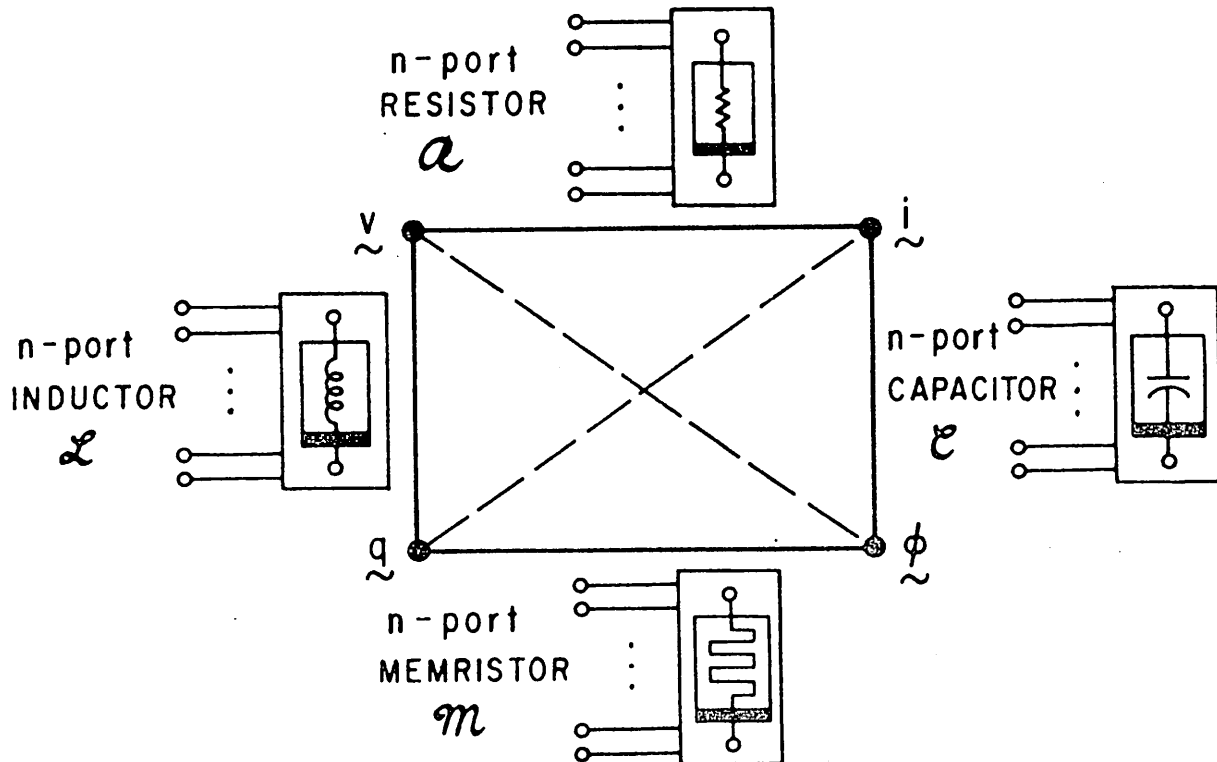 n-port
RESISTOR
R
v
i
n-port
INDUCTOR
L
n-port
CAPACITOR
C
q
ϕ
n-port
MEMRISTOR
M